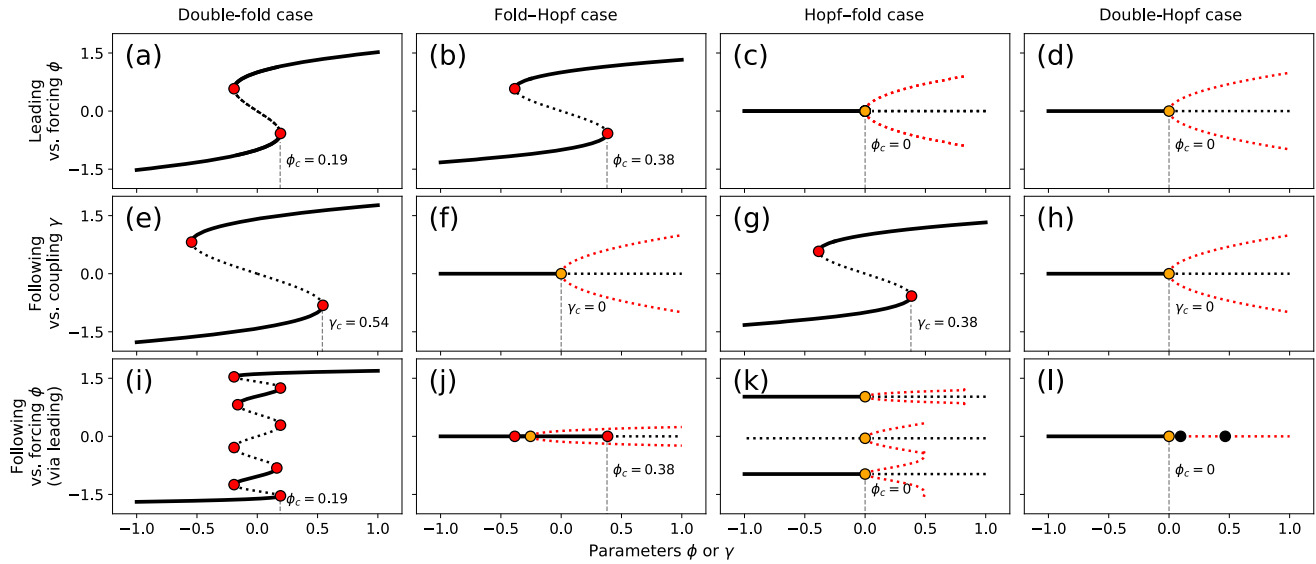 Double-fold case
Fold–Hopf case
Hopf–fold case
Double-Hopf case
Leading
vs. forcing ϕ
1.5
0.0
−1.5
(a)
ϕc = 0.19
(b)
ϕc = 0.38
(c)
ϕc = 0
(d)
ϕc = 0
Following
vs. coupling γ
1.5
0.0
−1.5
(e)
γc = 0.54
(f)
γc = 0
(g)
γc = 0.38
(h)
γc = 0
Following
vs. forcing ϕ
(via leading)
1.5
0.0
−1.5
(i)
ϕc = 0.19
(j)
ϕc = 0.38
(k)
ϕc = 0
(l)
ϕc = 0
−1.0 −0.5 0.0 0.5 1.0
−1.0 −0.5 0.0 0.5 1.0
−1.0 −0.5 0.0 0.5 1.0
−1.0 −0.5 0.0 0.5 1.0
Parameters ϕ or γ